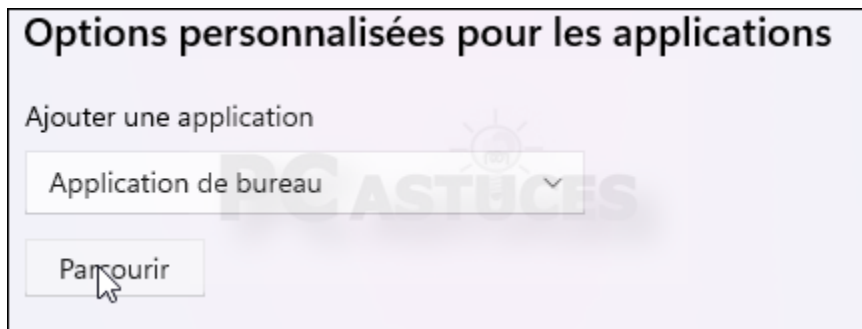 Options personnalisées pour les applications
Ajouter une application
Application de bureau
PC ASTUCES
Parcourir